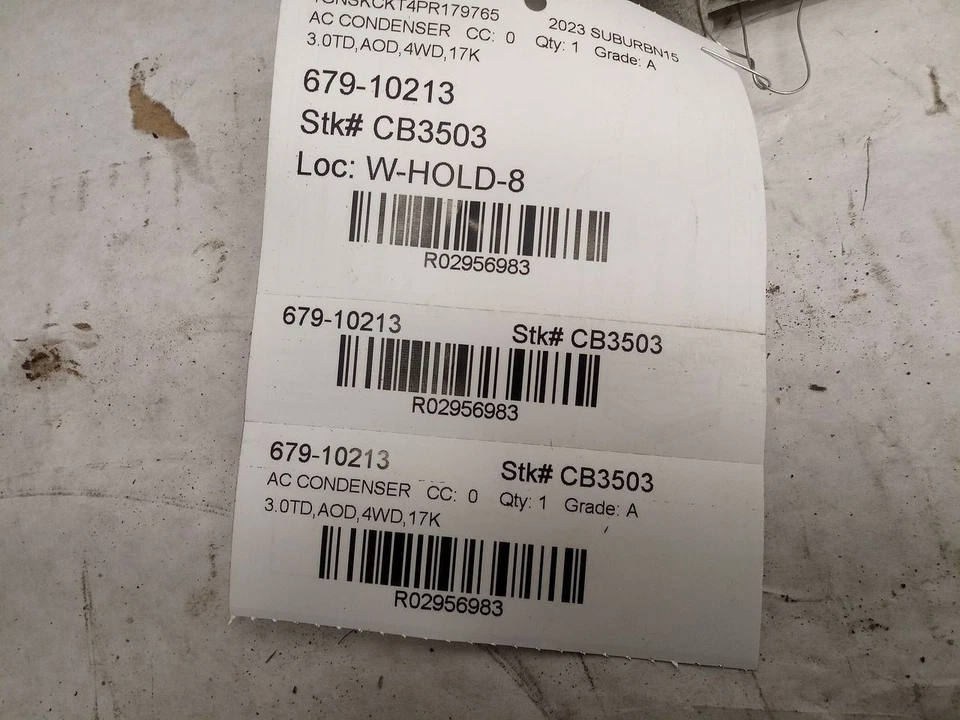 1GNSKCKT4PR179765
2023 SUBURBN15
AC CONDENSER CC: 0 Qty: 1 Grade: A
3.0TD,AOD,4WD,17K
679-10213
Stk# CB3503
Loc: W-HOLD-8
R02956983
679-10213 Stk# CB3503
R02956983
679-10213 Stk# CB3503
AC CONDENSER CC: 0 Qty: 1 Grade: A
3.0TD,AOD,4WD,17K
R02956983